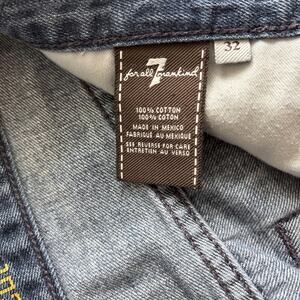 32
7
for all mankind
100% COTTON
100% COTON
MADE IN MEXICO
FABRIQUÉ AU MEXIQUE
SEE REVERSE FOR CARE
ENTRETIEN AU VERSO